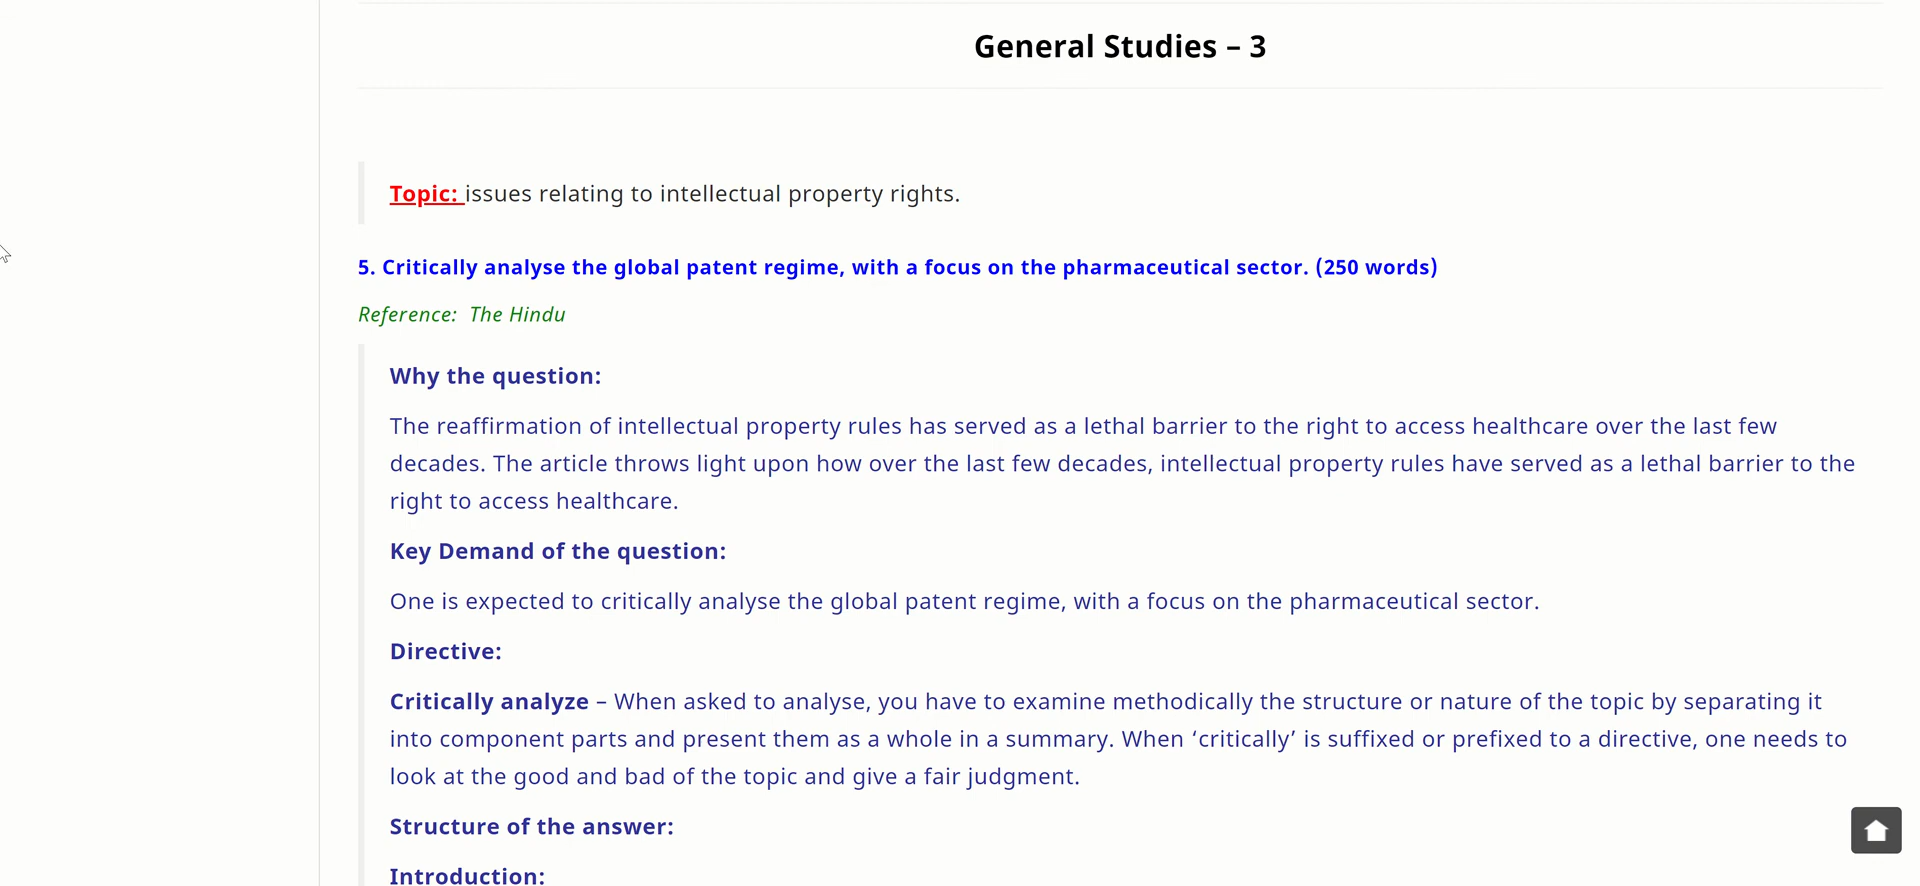 General Studies – 3
Topic: issues relating to intellectual property rights.
5. Critically analyse the global patent regime, with a focus on the pharmaceutical sector. (250 words)
Reference:  The Hindu
Why the question:
The reaffirmation of intellectual property rules has served as a lethal barrier to the right to access healthcare over the last few
decades. The article throws light upon how over the last few decades, intellectual property rules have served as a lethal barrier to the
right to access healthcare.
Key Demand of the question:
One is expected to critically analyse the global patent regime, with a focus on the pharmaceutical sector.
Directive:
Critically analyze – When asked to analyse, you have to examine methodically the structure or nature of the topic by separating it
into component parts and present them as a whole in a summary. When ‘critically’ is suffixed or prefixed to a directive, one needs to
look at the good and bad of the topic and give a fair judgment.
Structure of the answer:
Introduction: